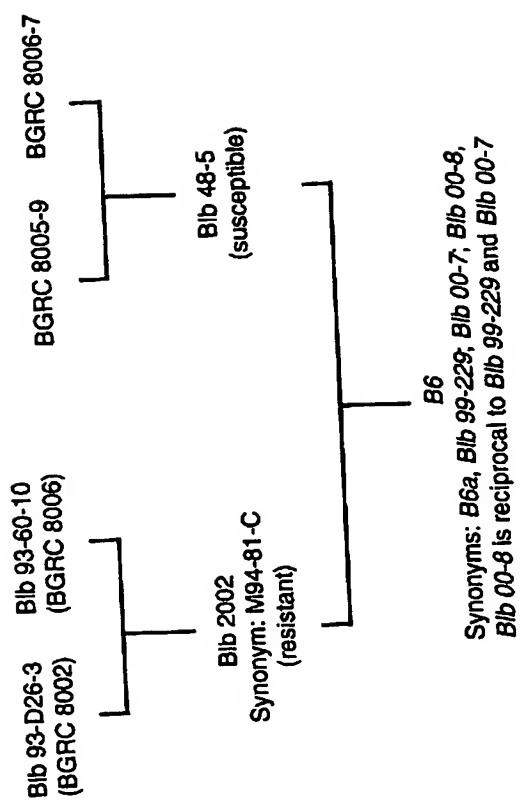 Blb 93-D26-3
(BGRC 8002)
Blb 93-60-10
(BGRC 8006)
BGRC 8005-9
BGRC 8006-7
Blb 2002
Synonym: M94-81-C
(resistant)
Blb 48-5
(susceptible)
B6
Synonyms: B6a, Blb 99-229; Blb 00-7; Blb 00-8,
Blb 00-8 is reciprocal to Blb 99-229 and Blb 00-7